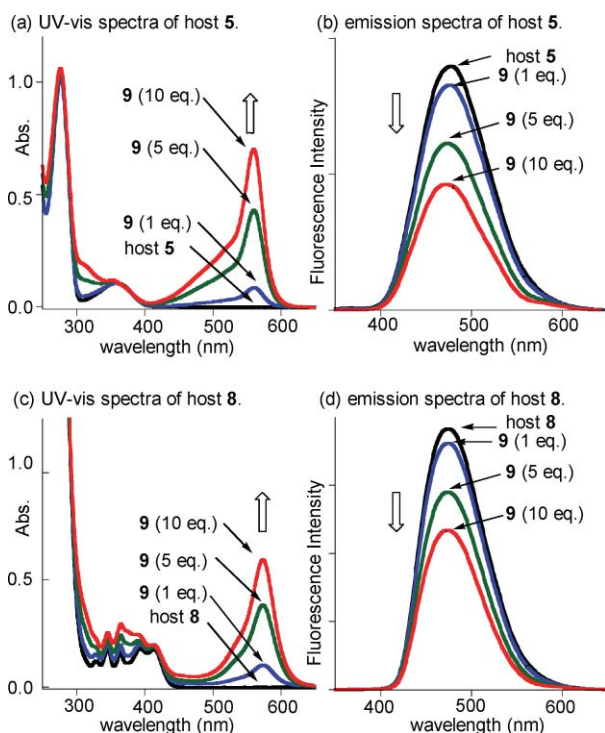 (a) UV-vis spectra of host 5.
Abs.
1.0
0.5
0.0
9 (10 eq.)
9 (5 eq.)
9 (1 eq.)
host 5
300 400 500 600
wavelength (nm)
(b) emission spectra of host 5.
Fluorescence Intensity
host 5
9 (1 eq.)
9 (5 eq.)
9 (10 eq.)
400 500 600
wavelength (nm)
(c) UV-vis spectra of host 8.
Abs.
1.0
0.5
0.0
9 (10 eq.)
9 (5 eq.)
9 (1 eq.)
host 8
300 400 500 600
wavelength (nm)
(d) emission spectra of host 8.
Fluorescence Intensity
host 8
9 (1 eq.)
9 (5 eq.)
9 (10 eq.)
400 500 600
wavelength (nm)